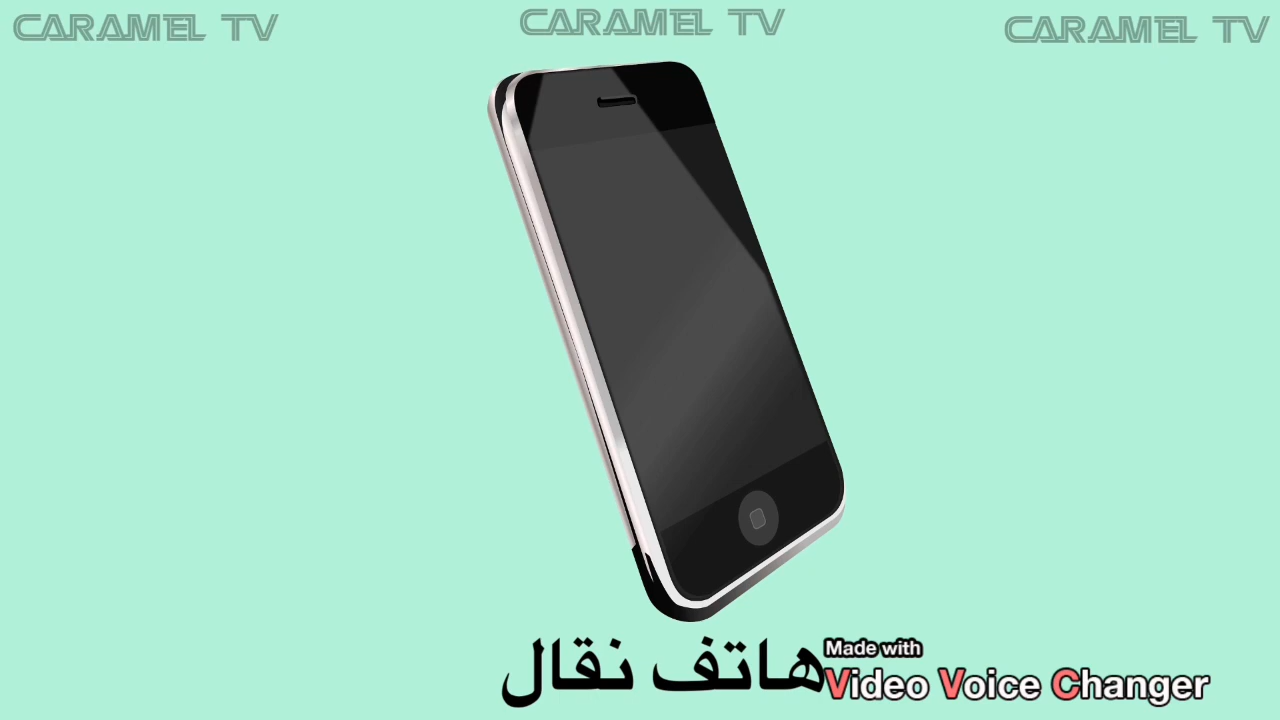 CARAMEL TV
CARAMEL TV
CARAMEL TV
هاتف نقال
Made with
Video Voice Changer